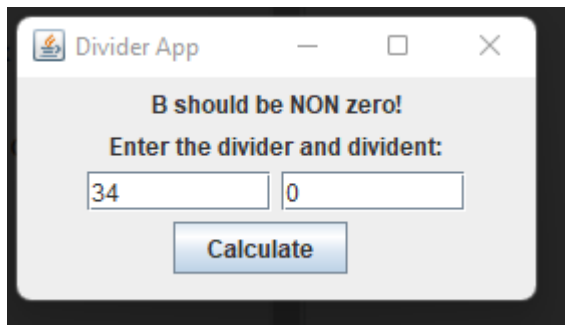 Divider App
B should be NON zero!
Enter the divider and divident:
34 0
Calculate